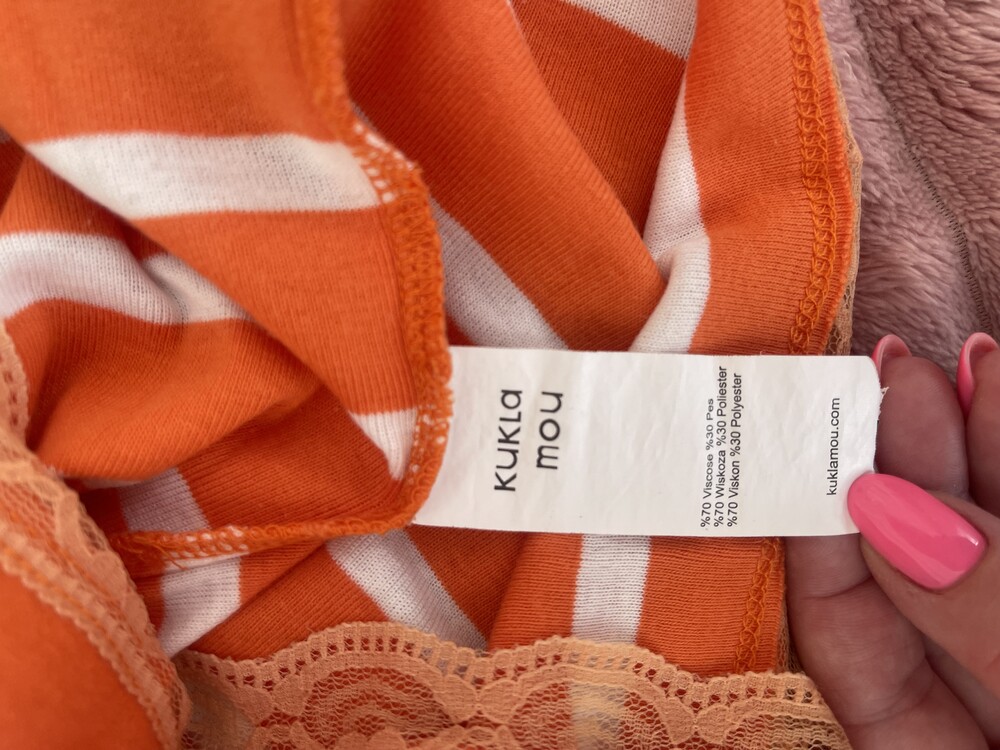 KUKLA
MOU
%70 Viscose %30 Pes
%70 Wiskoza %30 Poliester
%70 Viskon %30 Polyester
kuklamou.com